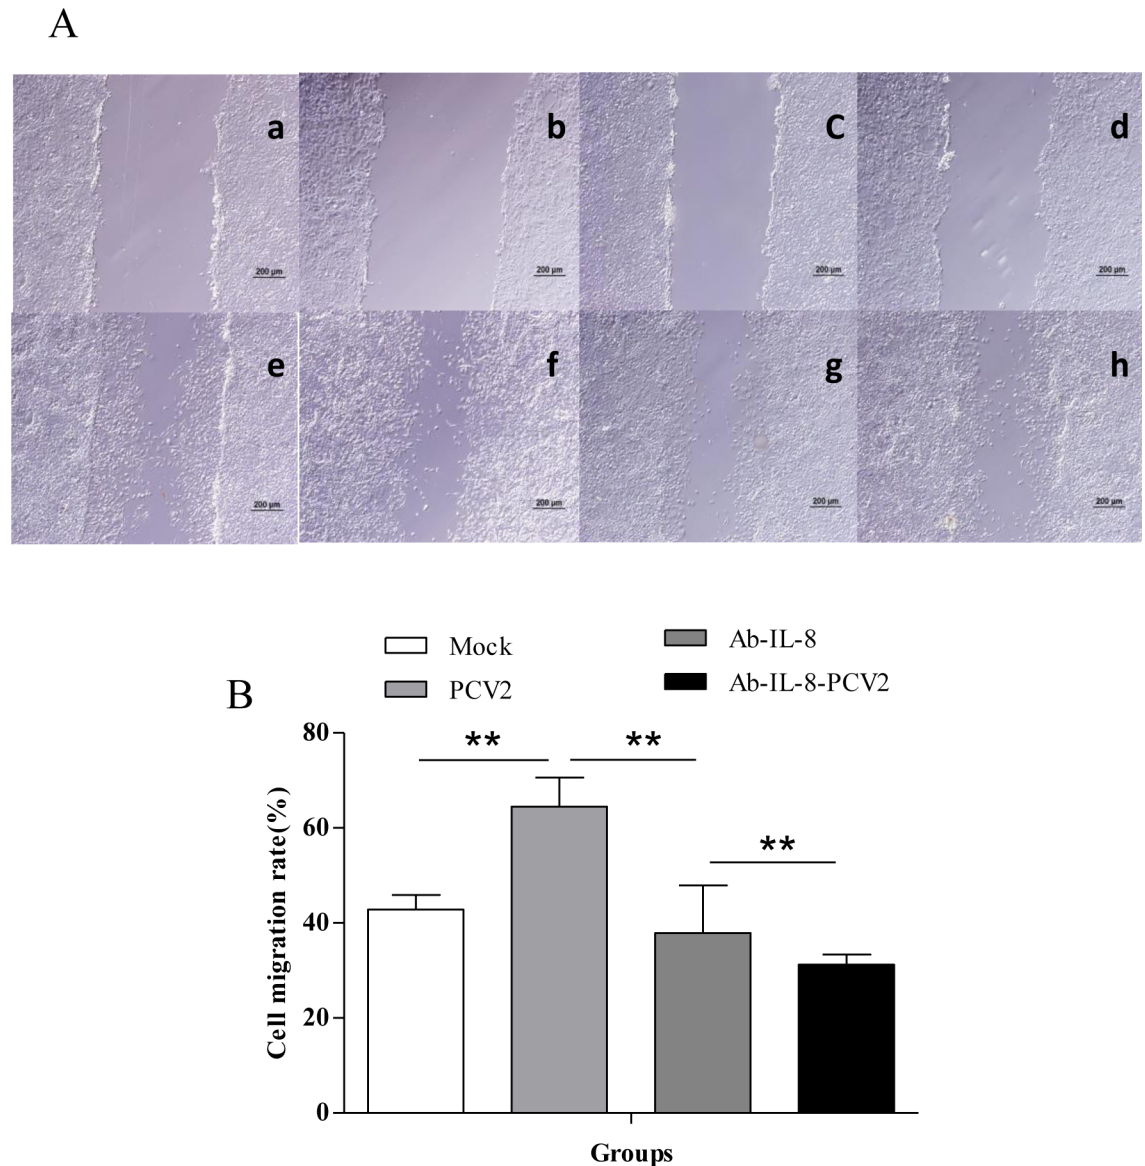 A
a b C d
200 µm 200 µm 200 µm 200 µm
e f g h
200 µm 200 µm 200 µm 200 µm
B
Mock Ab-IL-8
PCV2 Ab-IL-8-PCV2
80
60
40
20
0
Cell migration rate(%)
** **
**
Groups